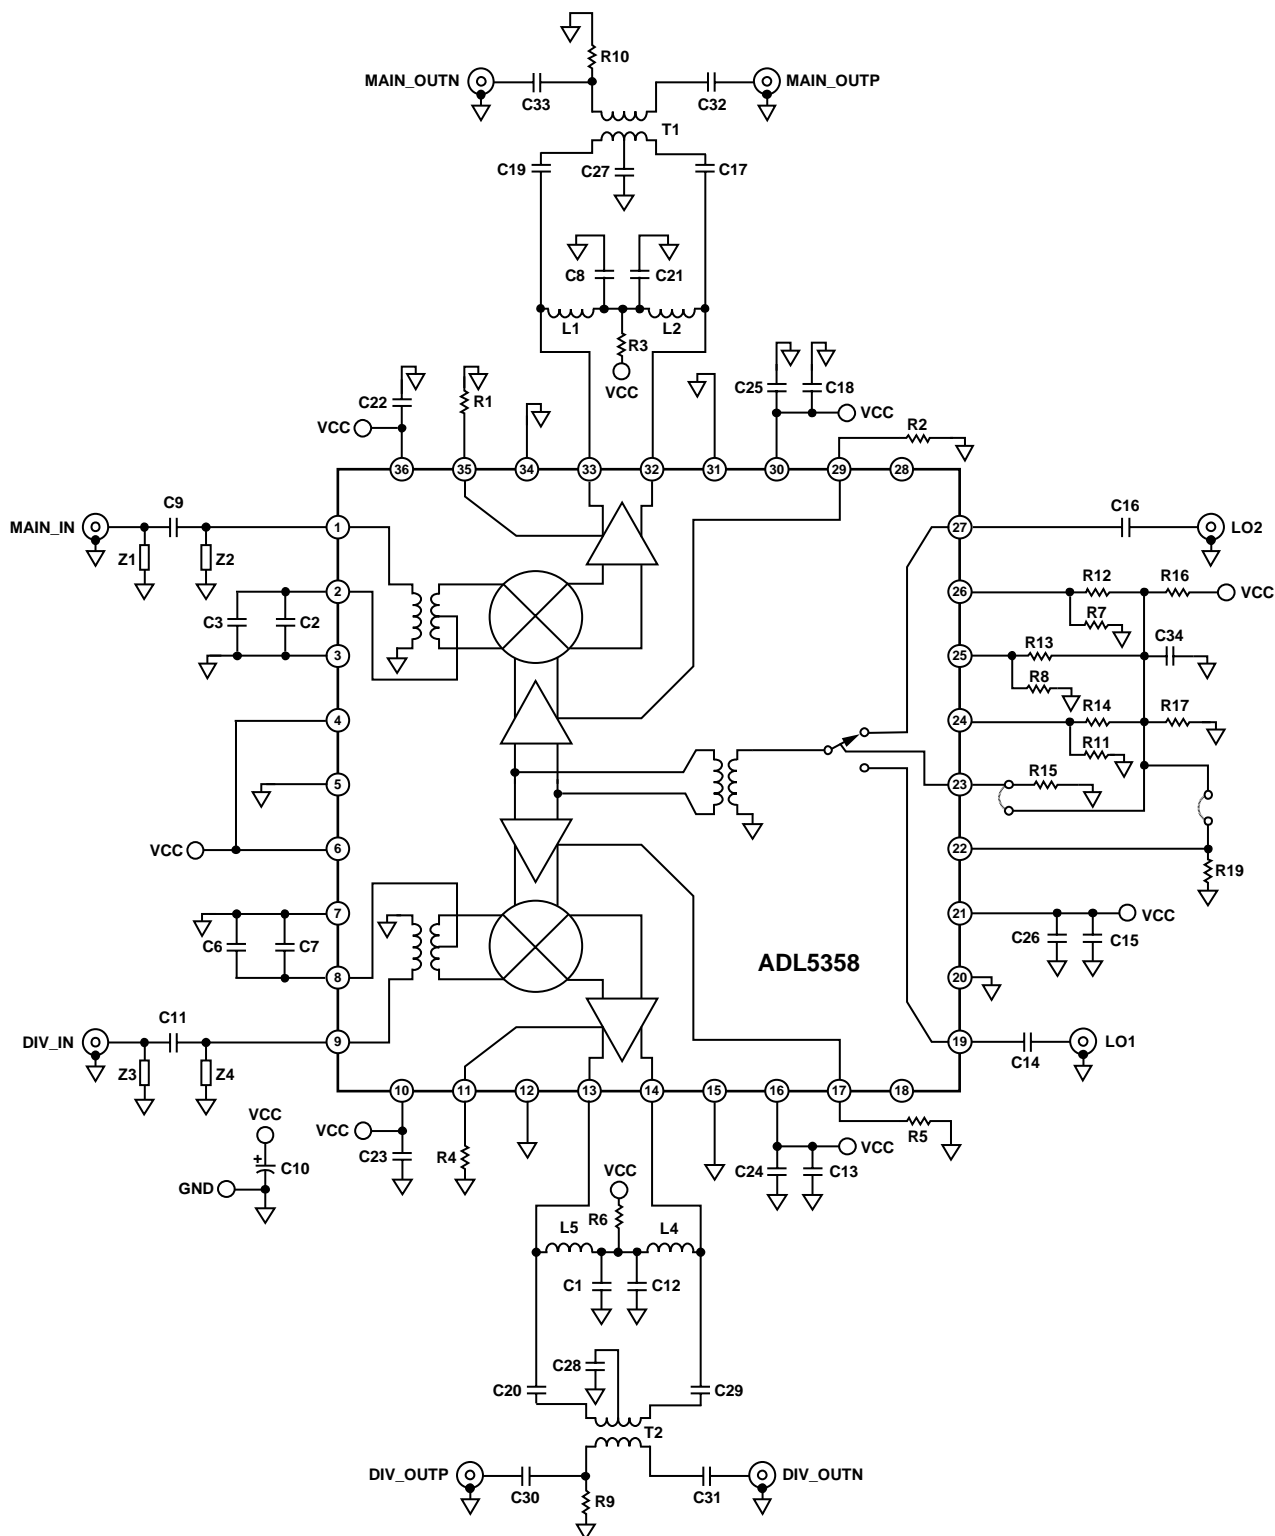 R10
MAIN_OUTN
MAIN_OUTP
C33
C32
T1
C19
C27
C17
C8
C21
L1
L2
R3
VCC
C22
R1
C25
C18
VCC
VCC
R2
36
35
34
33
32
31
30
29
28
C9
C16
MAIN_IN
1
27
LO2
Z1
Z2
R12
R16
2
26
VCC
C3
C2
R7
C34
R13
3
25
R8
R14
R17
4
24
R11
R15
5
23
VCC
6
22
R19
7
21
VCC
C6
C7
C26
C15
ADL5358
8
20
C11
DIV_IN
9
19
LO1
C14
Z3
Z4
10
11
12
13
14
15
16
17
18
VCC
VCC
R5
VCC
C23
R4
C24
C13
+
C10
VCC
GND
R6
L5
L4
C1
C12
C28
C20
C29
T2
DIV_OUTP
DIV_OUTN
C30
R9
C31